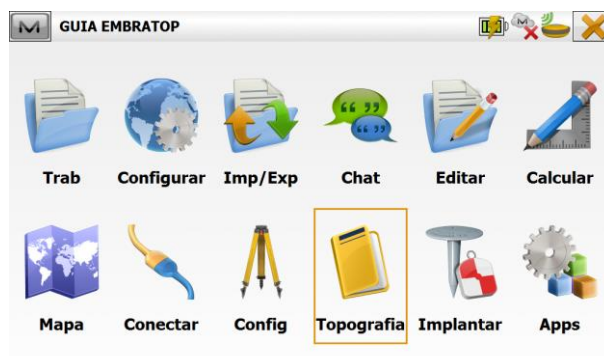 GUIA EMBRATOP
Trab Configurar Imp/Exp Chat Editar Calcular
Mapa Conectar Config Topografia Implantar Apps